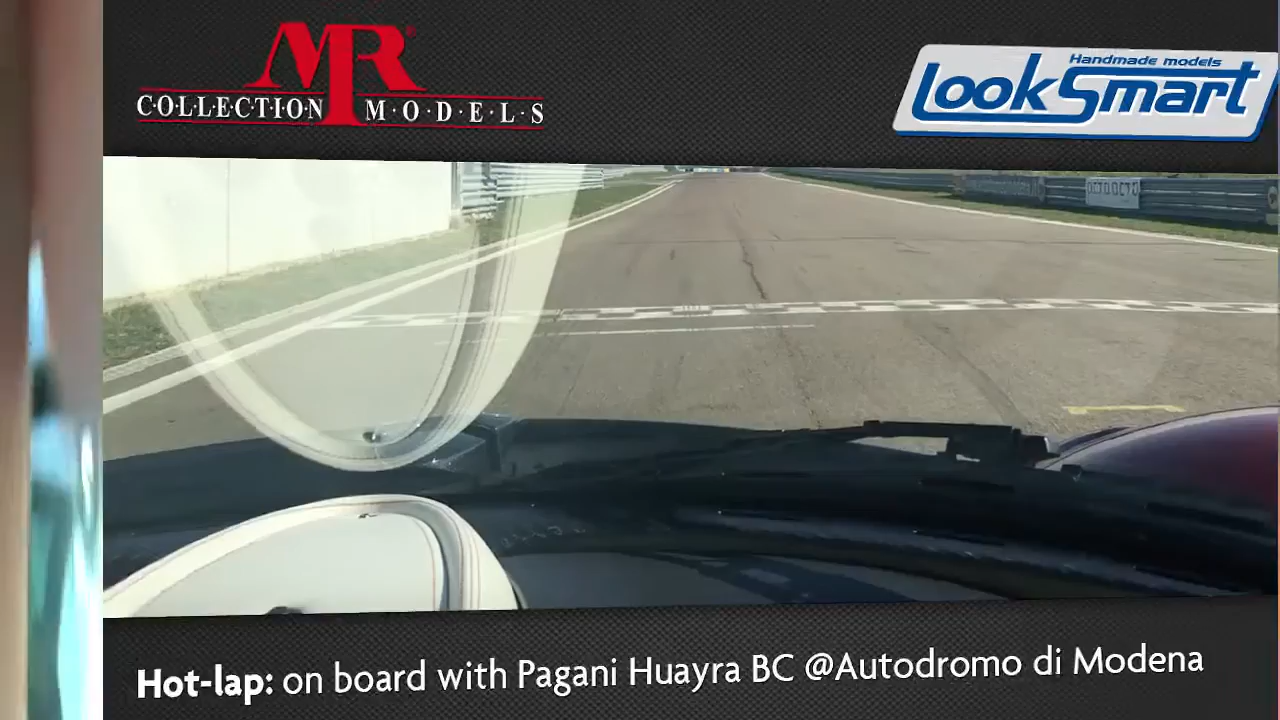 MR
COLLECTION MODELS
Handmade models
LookSmart
Hot-lap: on board with Pagani Huayra BC @Autodromo di Modena